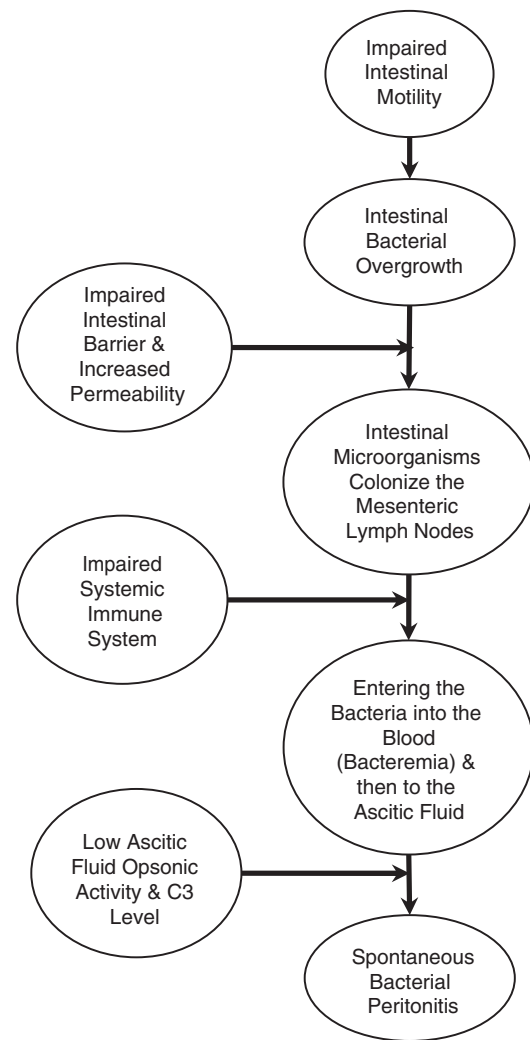 Impaired
Intestinal
Motility
Intestinal
Bacterial
Overgrowth
Impaired
Intestinal
Barrier &
Increased
Permeability
Intestinal
Microorganisms
Colonize the
Mesenteric
Lymph Nodes
Impaired
Systemic
Immune
System
Entering the
Bacteria into the
Blood
(Bacteremia) &
then to the
Ascitic Fluid
Low Ascitic
Fluid Opsonic
Activity & C3
Level
Spontaneous
Bacterial
Peritonitis